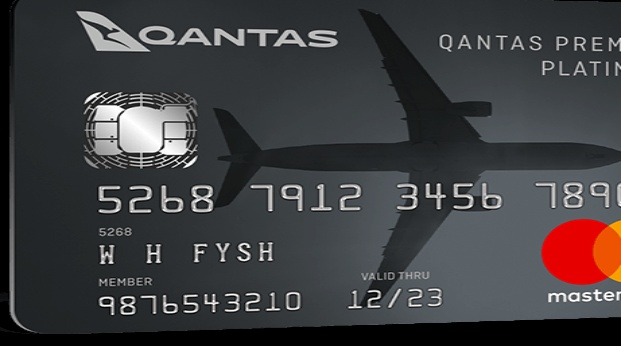 QANTAS
QANTAS PREM
PLATIN
5268 7912 3456 789
5268
W H FYSH
MEMBER
VALID THRU
9876543210
12/23
master